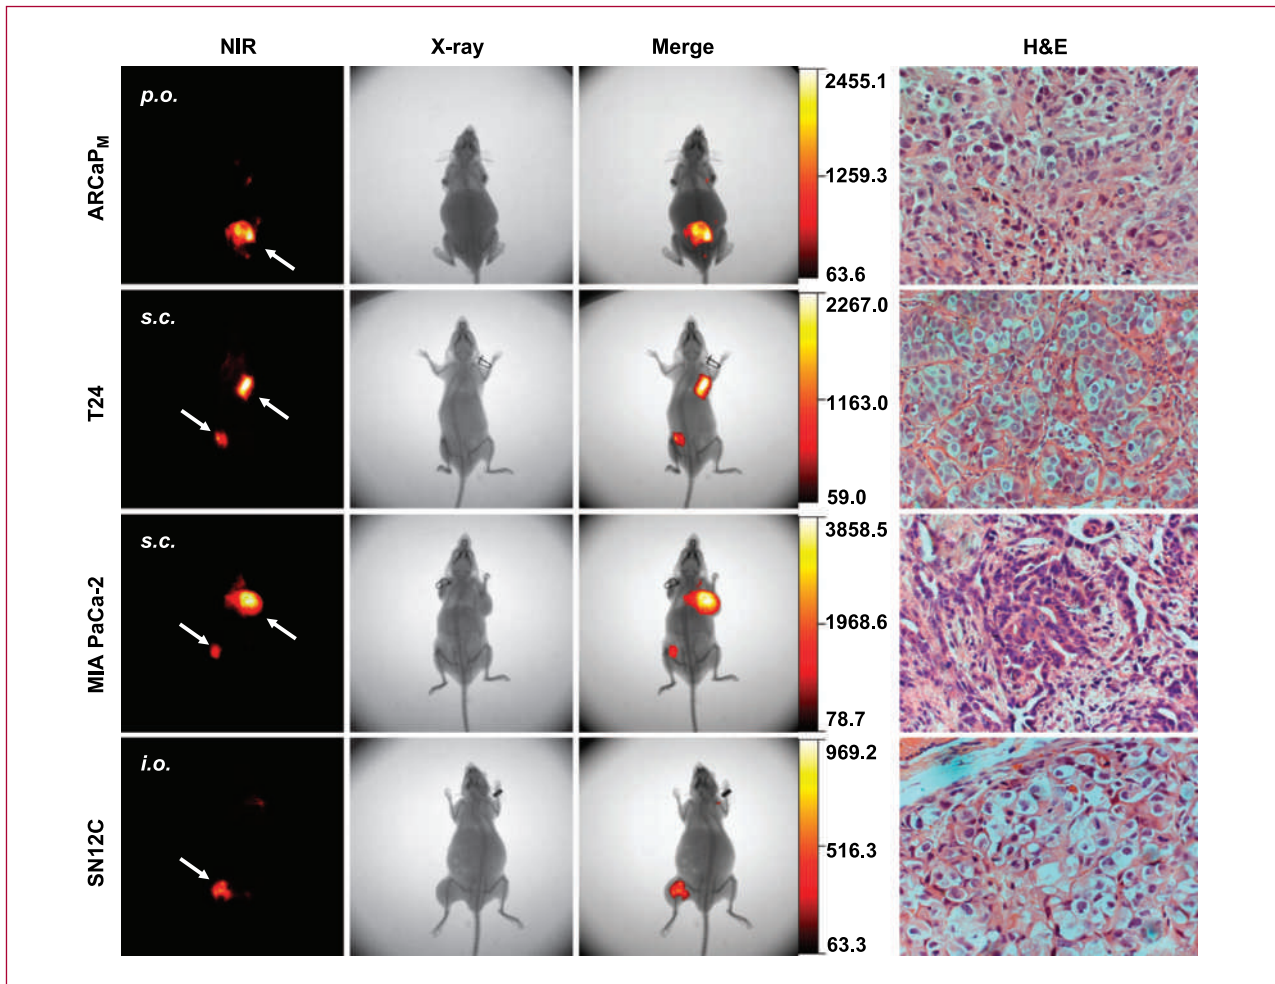 NIR X-ray Merge H&E
ARCaPM
p.o.
2455.1
1259.3
63.6
T24
s.c.
2267.0
1163.0
59.0
MIA PaCa-2
s.c.
3858.5
1968.6
78.7
SN12C
i.o.
969.2
516.3
63.3